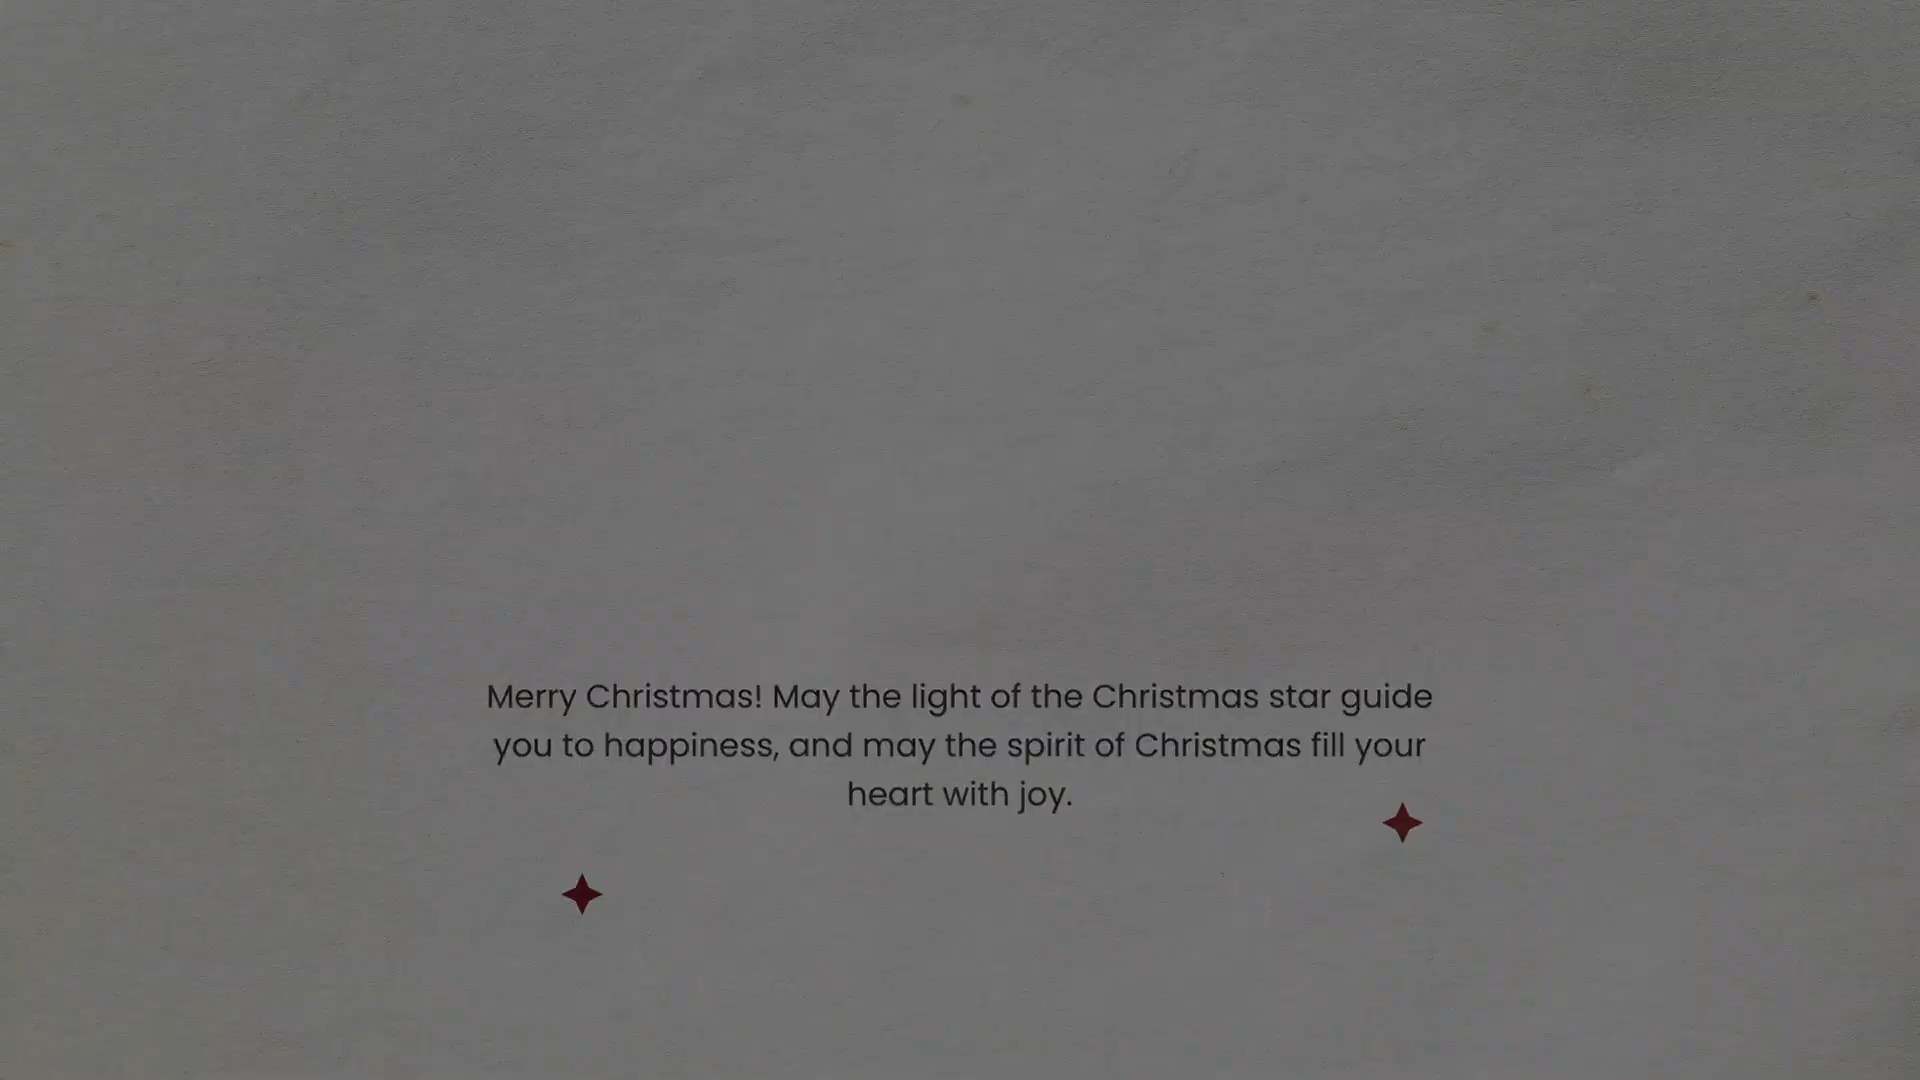 Merry Christmas! May the light of the Christmas star guide
you to happiness, and may the spirit of Christmas fill your
heart with joy.